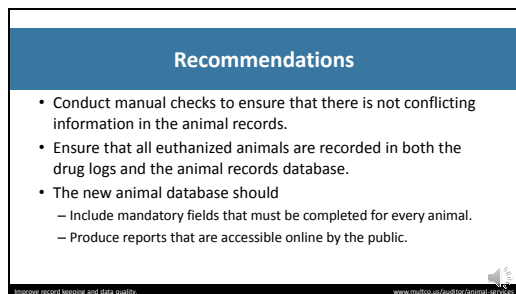 Recommendations
• Conduct manual checks to ensure that there is not conflicting
information in the animal records.
• Ensure that all euthanized animals are recorded in both the
drug logs and the animal records database.
• The new animal database should
– Include mandatory fields that must be completed for every animal.
– Produce reports that are accessible online by the public.
Improve record keeping and data quality.
www.multco.us/auditor/animal-services